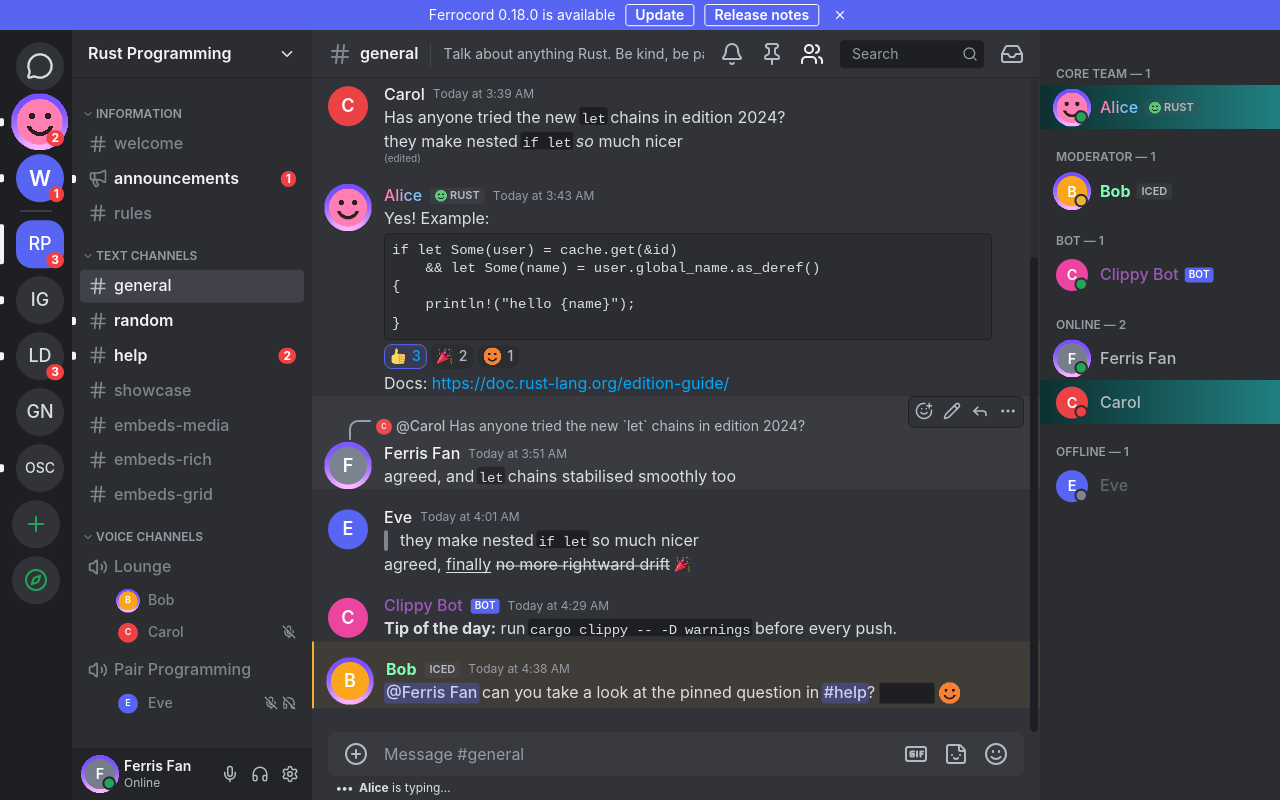 Ferrocord 0.18.0 is available Update Release notes
2
W
1
RP
3
IG
LD
3
GN
OSC
Rust Programming
INFORMATION
welcome
announcements 1
rules
TEXT CHANNELS
general
random
help 2
showcase
embeds-media
embeds-rich
embeds-grid
VOICE CHANNELS
Lounge
B Bob
C Carol
Pair Programming
E Eve
F Ferris Fan
Online
# general Talk about anything Rust. Be kind, be pa
Search
C Carol Today at 3:39 AM
Has anyone tried the new let chains in edition 2024?
they make nested if let so much nicer
(edited)
Alice RUST Today at 3:43 AM
Yes! Example:
if let Some(user) = cache.get(&id)
&& let Some(name) = user.global_name.as_deref()
{
println!("hello {name}");
}
3 2 1
Docs: https://doc.rust-lang.org/edition-guide/
C @Carol Has anyone tried the new `let` chains in edition 2024?
F Ferris Fan Today at 3:51 AM
agreed, and let chains stabilised smoothly too
E Eve Today at 4:01 AM
they make nested if let so much nicer
agreed, finally no more rightward drift
C Clippy Bot BOT Today at 4:29 AM
Tip of the day: run cargo clippy -- -D warnings before every push.
B Bob ICED Today at 4:38 AM
@Ferris Fan can you take a look at the pinned question in #help?
Message #general GIF
Alice is typing...
CORE TEAM — 1
Alice RUST
MODERATOR — 1
B Bob ICED
BOT — 1
C Clippy Bot BOT
ONLINE — 2
F Ferris Fan
C Carol
OFFLINE — 1
E Eve